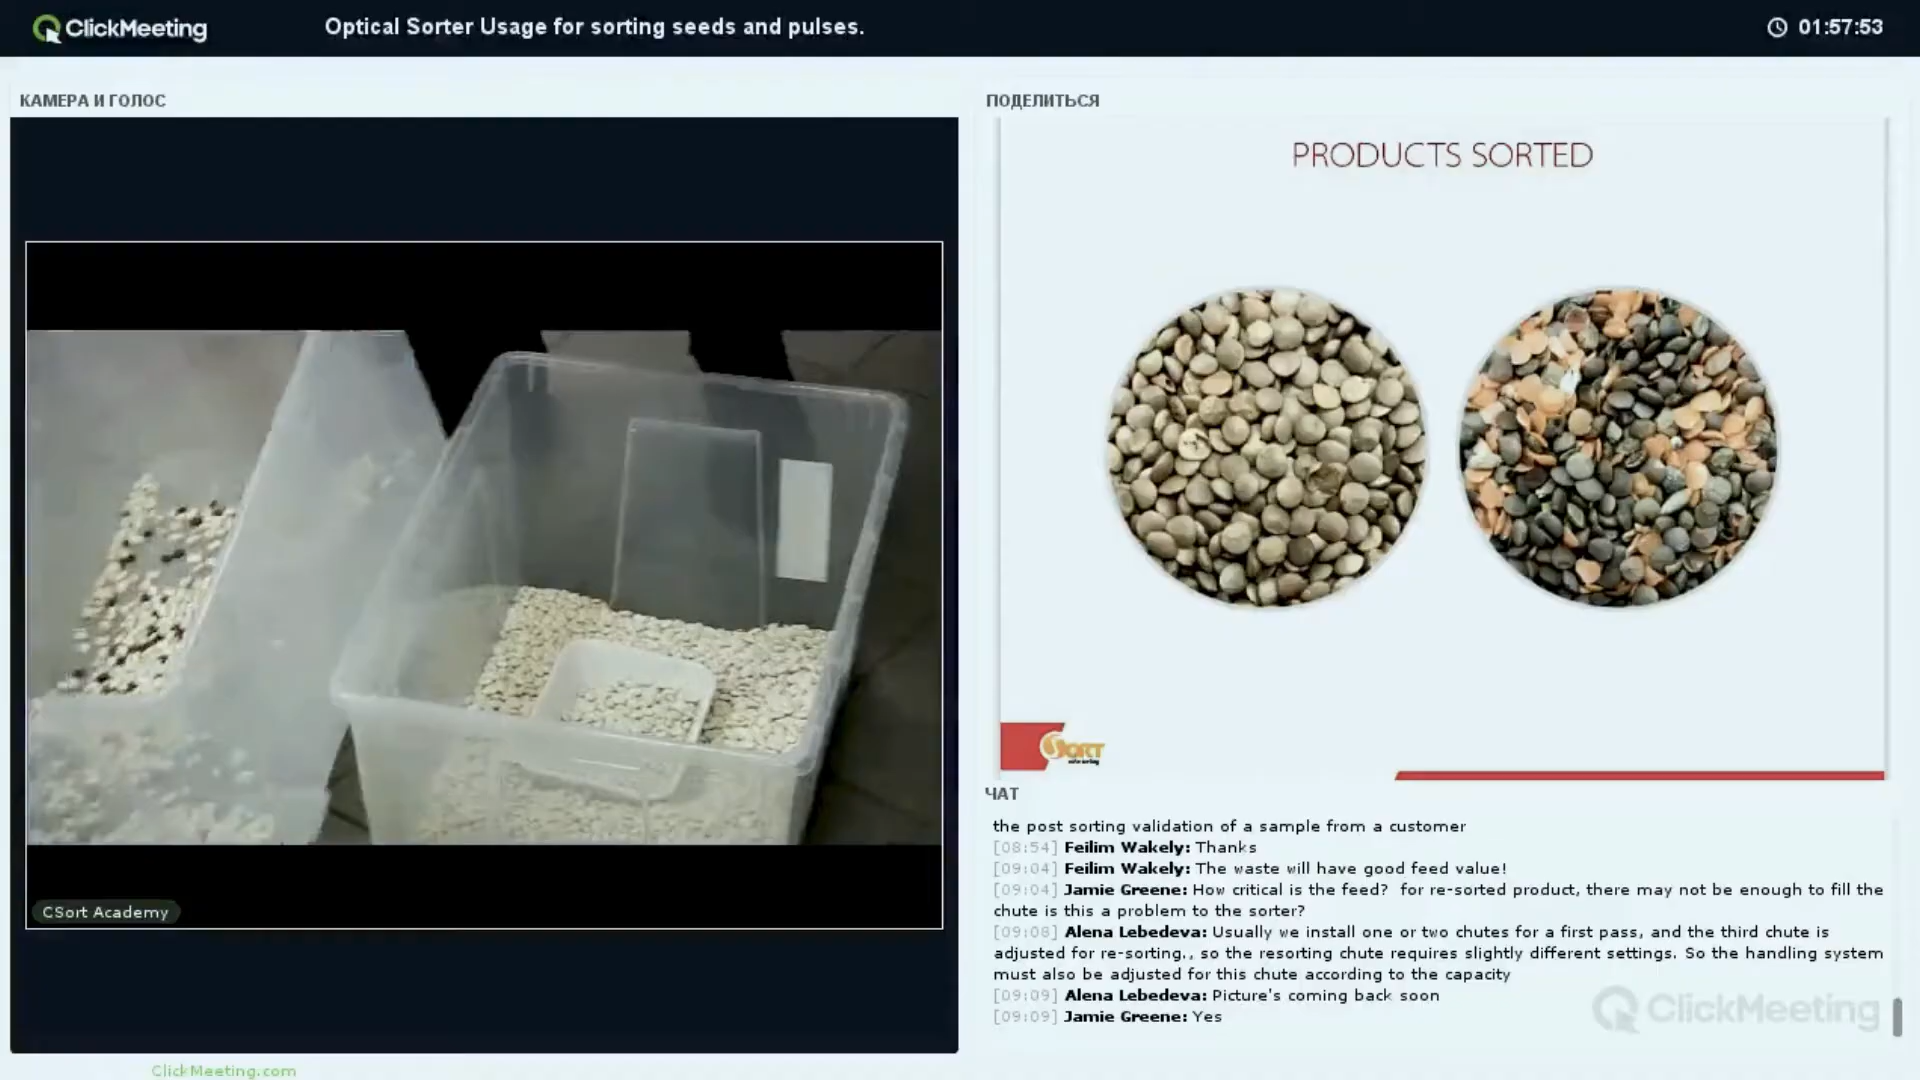 ClickMeeting
Optical Sorter Usage for sorting seeds and pulses.
01:57:53
КАМЕРА И ГОЛОС
ПОДЕЛИТЬСЯ
PRODUCTS SORTED
CSort Academy
SORT
ЧАТ
the post sorting validation of a sample from a customer
[08:54] Feilim Wakely: Thanks
[09:04] Feilim Wakely: The waste will have good feed value!
[09:04] Jamie Greene: How critical is the feed?  for re-sorted product, there may not be enough to fill the
chute is this a problem to the sorter?
[09:08] Alena Lebedeva: Usually we install one or two chutes for a first pass, and the third chute is
adjusted for re-sorting., so the resorting chute requires slightly different settings. So the handling system
must also be adjusted for this chute according to the capacity
[09:09] Alena Lebedeva: Picture's coming back soon
[09:09] Jamie Greene: Yes
ClickMeeting
ClickMeeting.com